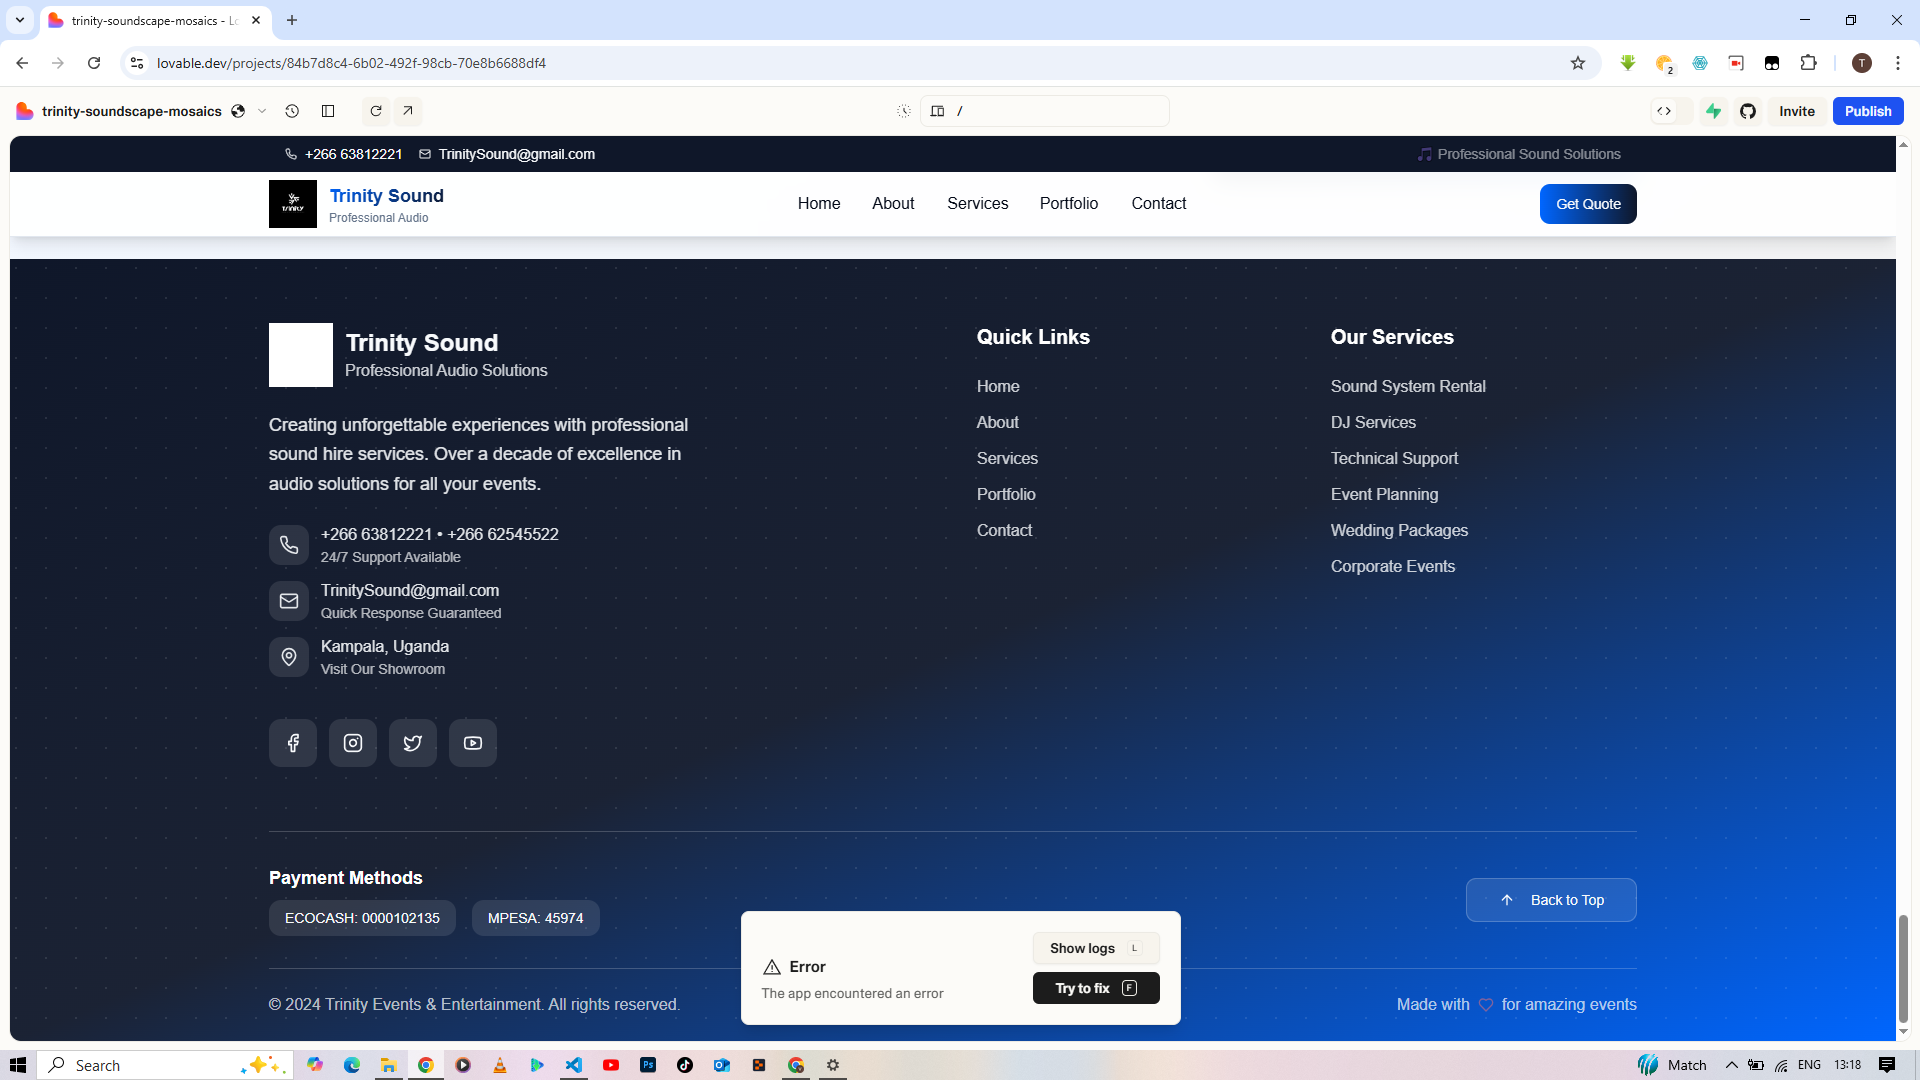 trinity-soundscape-mosaics - Lo
lovable.dev/projects/84b7d8c4-6b02-492f-98cb-70e8b6688df4
2
T
trinity-soundscape-mosaics
/
Invite
Publish
+266 63812221
TrinitySound@gmail.com
Professional Sound Solutions
TRINITY
Trinity Sound
Professional Audio
Home
About
Services
Portfolio
Contact
Get Quote
Trinity Sound
Professional Audio Solutions
Creating unforgettable experiences with professional
sound hire services. Over a decade of excellence in
audio solutions for all your events.
+266 63812221 • +266 62545522
24/7 Support Available
TrinitySound@gmail.com
Quick Response Guaranteed
Kampala, Uganda
Visit Our Showroom
Quick Links
Home
About
Services
Portfolio
Contact
Our Services
Sound System Rental
DJ Services
Technical Support
Event Planning
Wedding Packages
Corporate Events
Payment Methods
ECOCASH: 0000102135
MPESA: 45974
Back to Top
Error
The app encountered an error
Show logs L
Try to fix F
© 2024 Trinity Events & Entertainment. All rights reserved.
Made with for amazing events
Search
Ps
Match
ENG
13:18